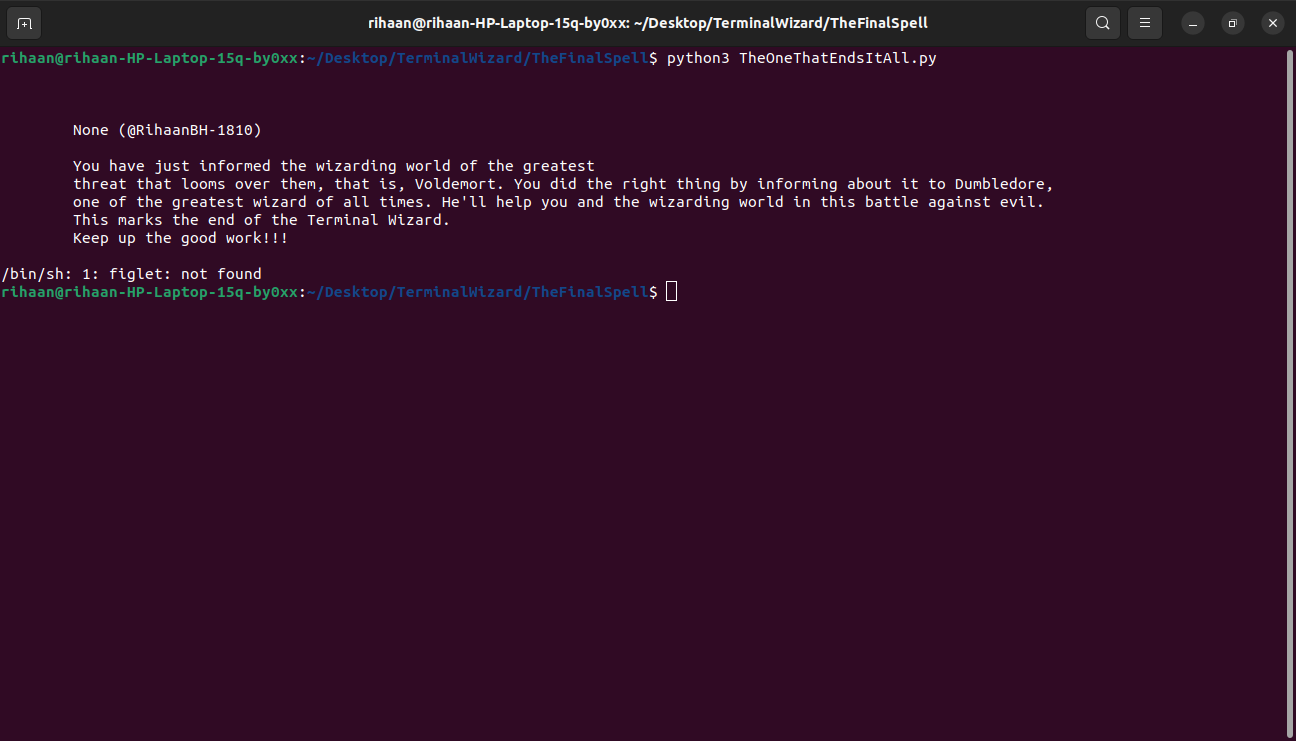 rihaan@rihaan-HP-Laptop-15q-by0xx: ~/Desktop/TerminalWizard/TheFinalSpell
rihaan@rihaan-HP-Laptop-15q-by0xx:~/Desktop/TerminalWizard/TheFinalSpell$ python3 TheOneThatEndsItAll.py
None (@RihaanBH-1810)
You have just informed the wizarding world of the greatest
threat that looms over them, that is, Voldemort. You did the right thing by informing about it to Dumbledore,
one of the greatest wizard of all times. He'll help you and the wizarding world in this battle against evil.
This marks the end of the Terminal Wizard.
Keep up the good work!!!
/bin/sh: 1: figlet: not found
rihaan@rihaan-HP-Laptop-15q-by0xx:~/Desktop/TerminalWizard/TheFinalSpell$